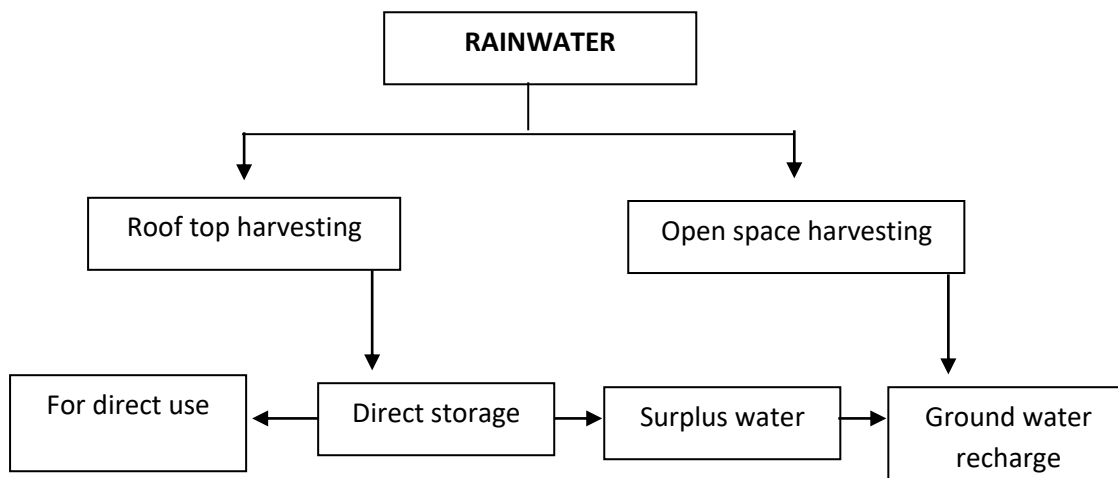 RAINWATER
Roof top harvesting
Open space harvesting
For direct use
Direct storage
Surplus water
Ground water
recharge